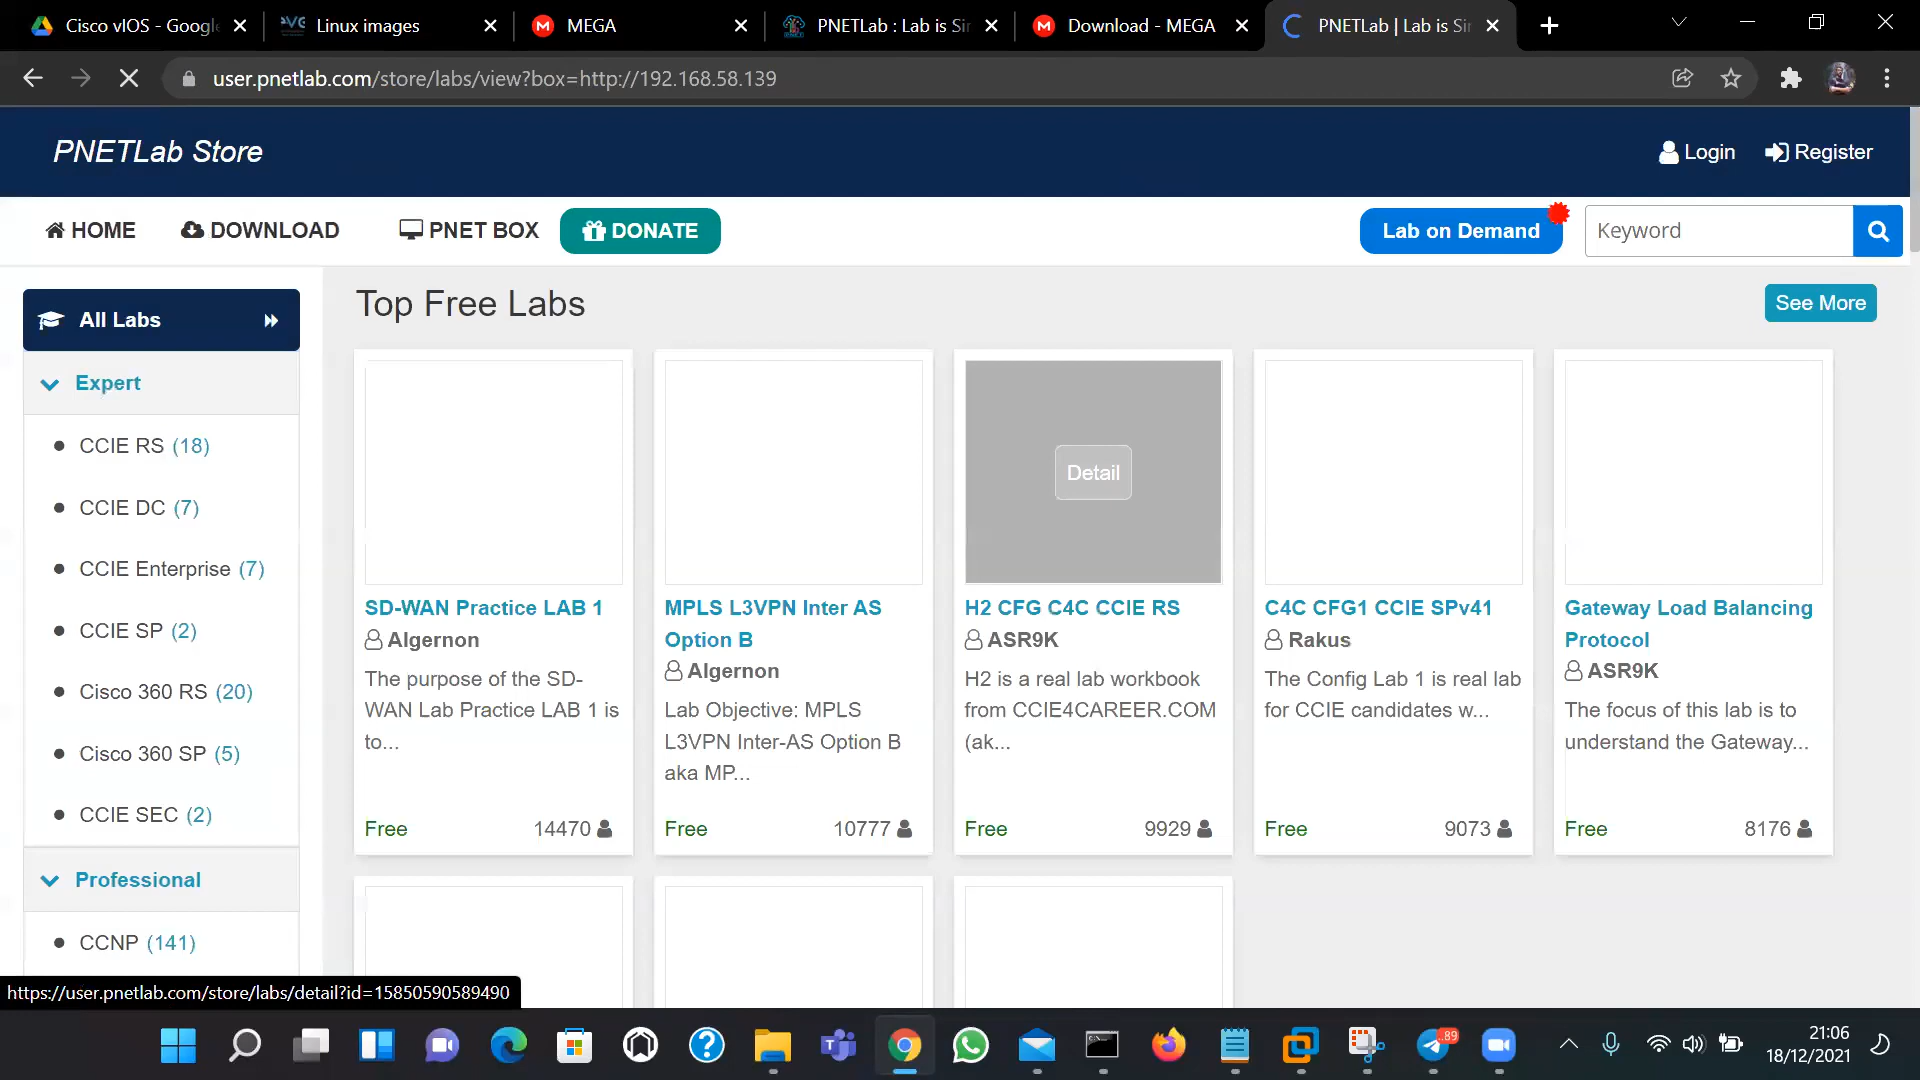 Cisco vIOS - Googl
Linux images
MEGA
PNETLab : Lab is Sir
Download - MEGA
PNETLab | Lab is Sir
user.pnetlab.com/store/labs/view?box=http://192.168.58.139
PNETLab Store
Login
Register
HOME
DOWNLOAD
PNET BOX
DONATE
Lab on Demand
Keyword
All Labs
Expert
CCIE RS (18)
CCIE DC (7)
CCIE Enterprise (7)
CCIE SP (2)
Cisco 360 RS (20)
Cisco 360 SP (5)
CCIE SEC (2)
Professional
CCNP (141)
Top Free Labs
See More
SD-WAN Practice LAB 1
Algernon
The purpose of the SD-
WAN Lab Practice LAB 1 is
to...
Free 14470
MPLS L3VPN Inter AS
Option B
Algernon
Lab Objective: MPLS
L3VPN Inter-AS Option B
aka MP...
Free 10777
Detail
H2 CFG C4C CCIE RS
ASR9K
H2 is a real lab workbook
from CCIE4CAREER.COM
(ak...
Free 9929
C4C CFG1 CCIE SPv41
Rakus
The Config Lab 1 is real lab
for CCIE candidates w...
Free 9073
Gateway Load Balancing
Protocol
ASR9K
The focus of this lab is to
understand the Gateway...
Free 8176
https://user.pnetlab.com/store/labs/detail?id=15850590589490
89
21:06
18/12/2021